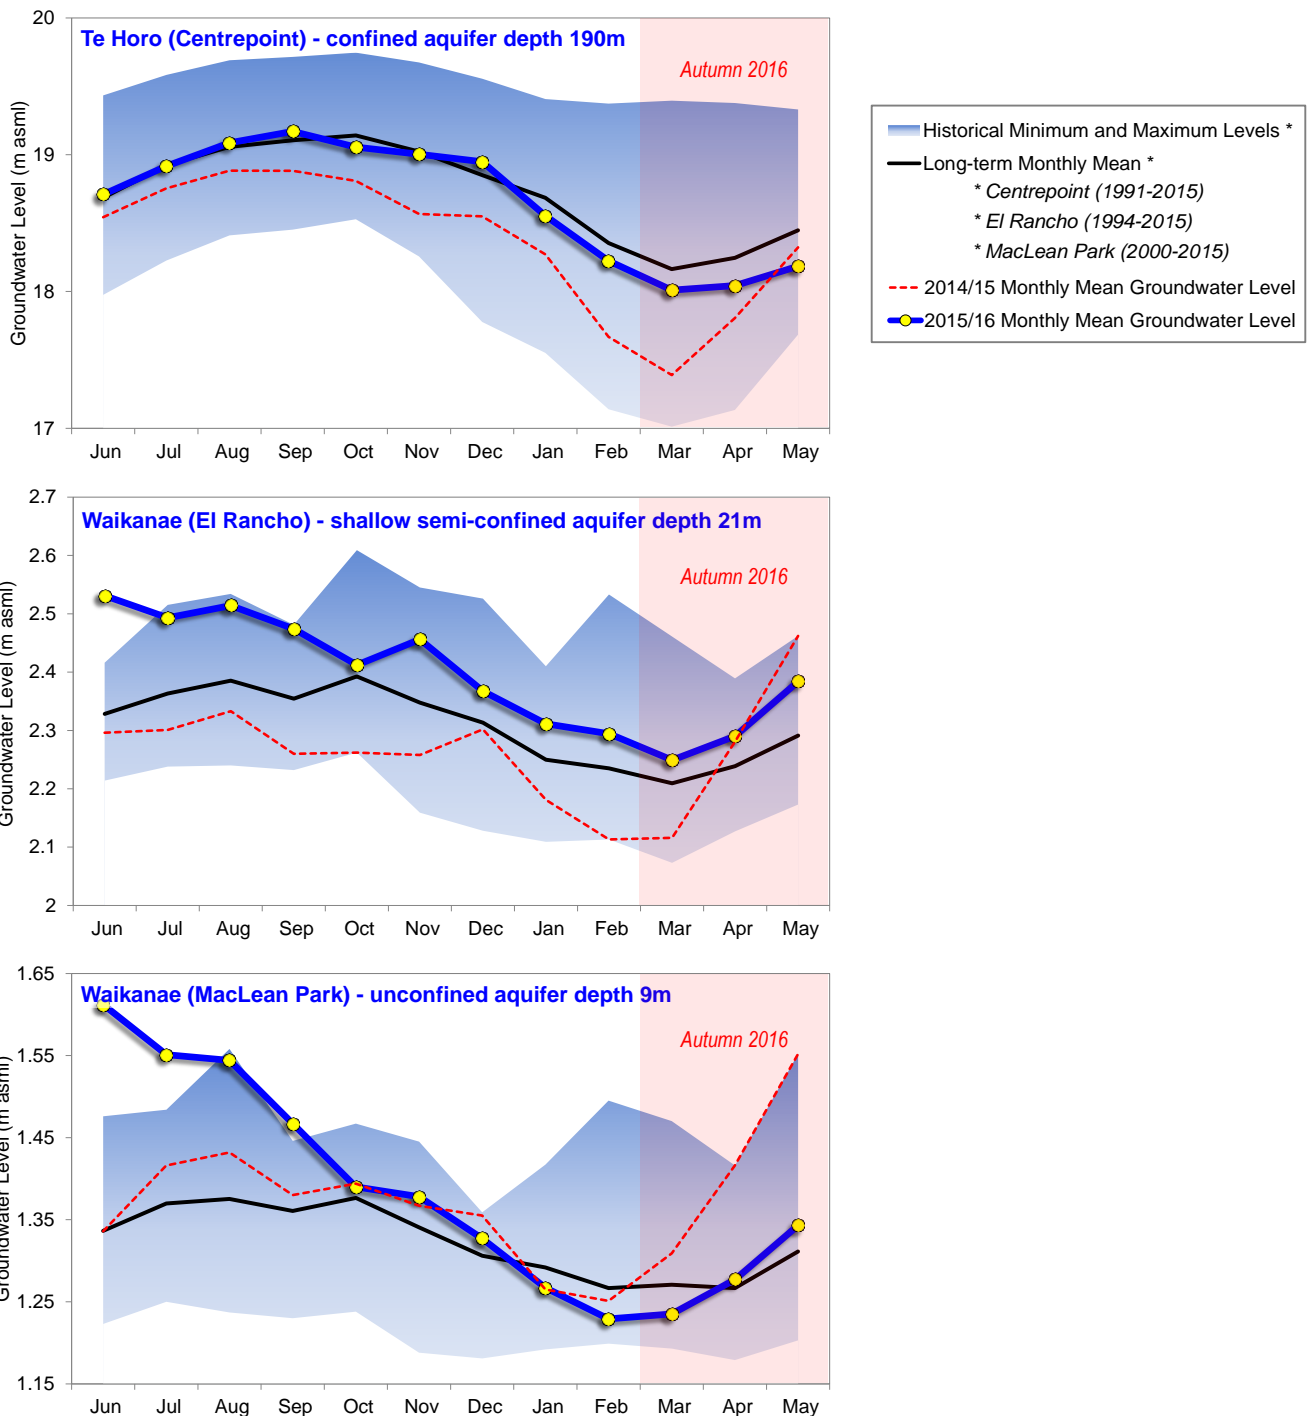 Te Horo (Centrepoint) - confined aquifer depth 190m
Autumn 2016
Groundwater Level (m asml)
20
19
18
17
Jun Jul Aug Sep Oct Nov Dec Jan Feb Mar Apr May
Historical Minimum and Maximum Levels *
Long-term Monthly Mean *
* Centrepoint (1991-2015)
* El Rancho (1994-2015)
* MacLean Park (2000-2015)
2014/15 Monthly Mean Groundwater Level
2015/16 Monthly Mean Groundwater Level
Waikanae (El Rancho) - shallow semi-confined aquifer depth 21m
Autumn 2016
Groundwater Level (m asml)
2.7
2.6
2.5
2.4
2.3
2.2
2.1
2
Jun Jul Aug Sep Oct Nov Dec Jan Feb Mar Apr May
Waikanae (MacLean Park) - unconfined aquifer depth 9m
Autumn 2016
Groundwater Level (m asml)
1.65
1.55
1.45
1.35
1.25
1.15
Jun Jul Aug Sep Oct Nov Dec Jan Feb Mar Apr May